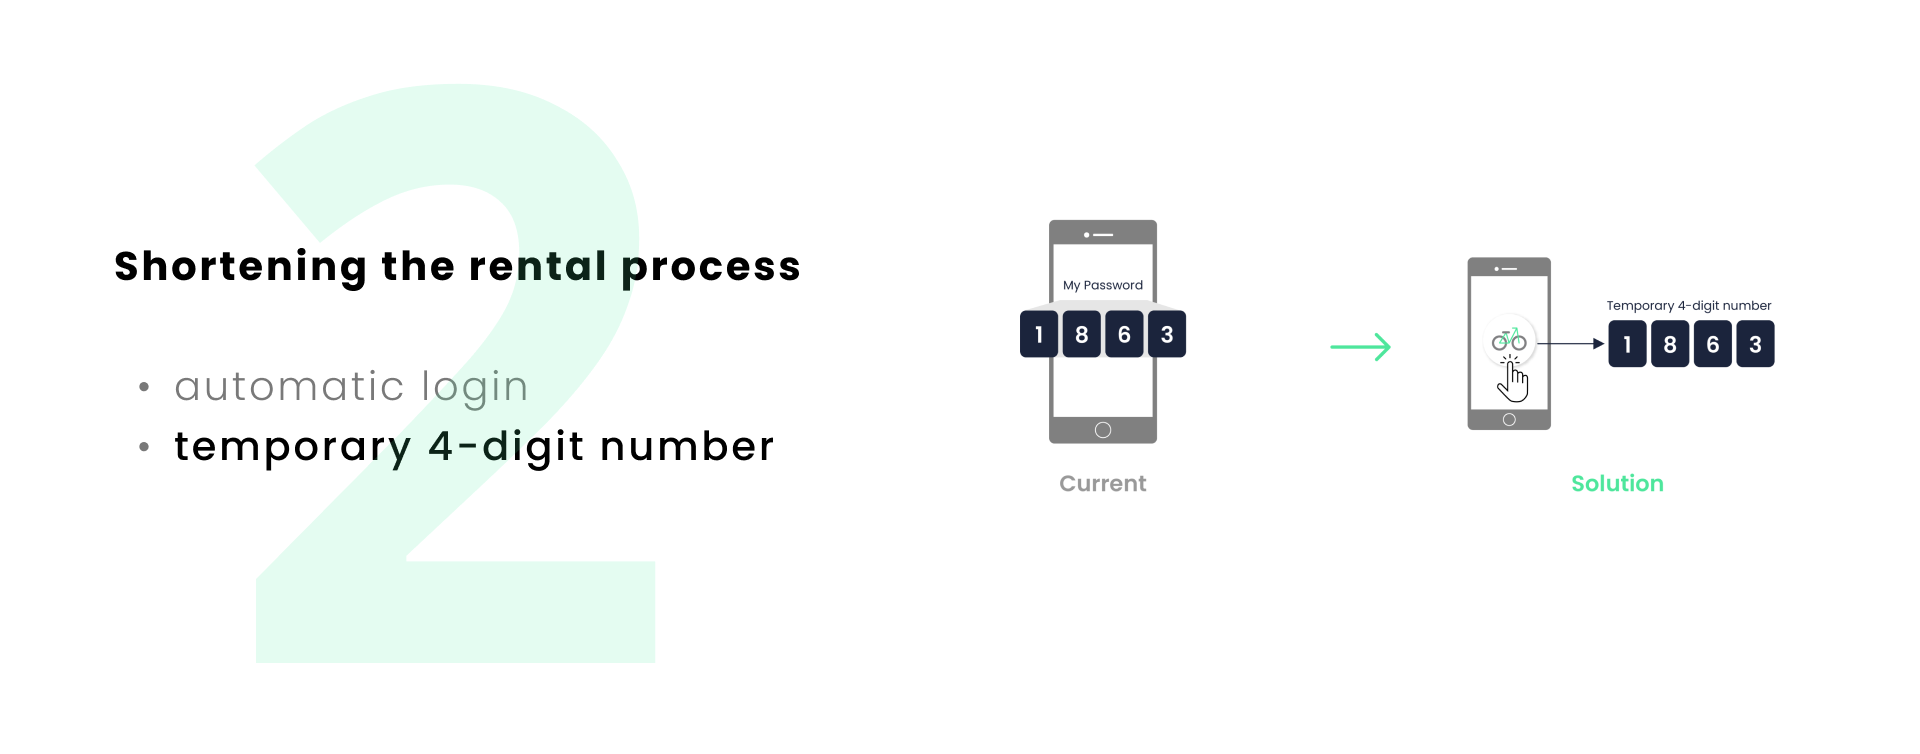 2
Shortening the rental process
• automatic login
• temporary 4-digit number
My Password
1 8 6 3
Current
Temporary 4-digit number
1 8 6 3
Solution